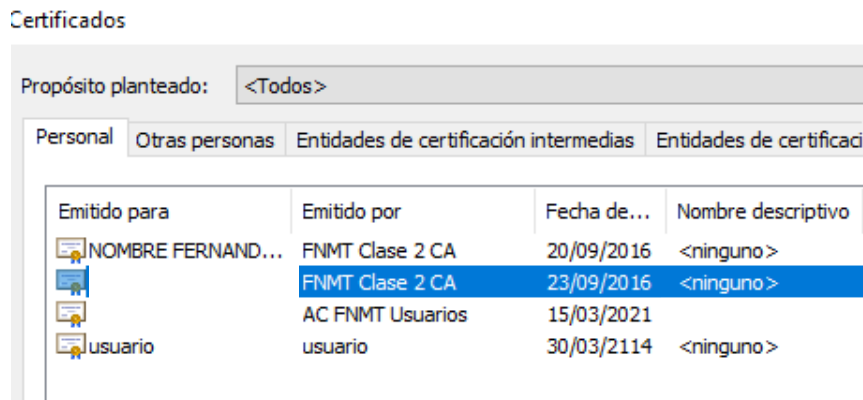 Certificados
Propósito planteado: <Todos>
Personal Otras personas Entidades de certificación intermedias Entidades de certificaci
Emitido para Emitido por Fecha de... Nombre descriptivo
NOMBRE FERNAND... FNMT Clase 2 CA 20/09/2016 <ninguno>
FNMT Clase 2 CA 23/09/2016 <ninguno>
AC FNMT Usuarios 15/03/2021
usuario usuario 30/03/2114 <ninguno>